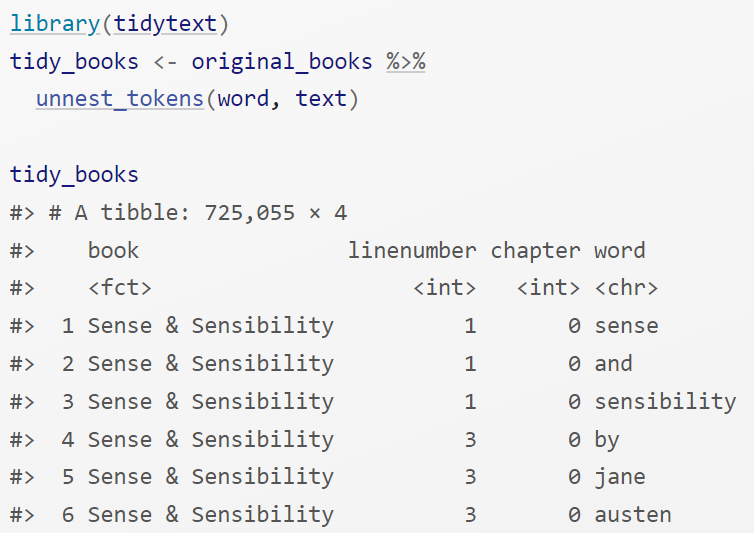 library(tidytext)
tidy_books <- original_books %>%
  unnest_tokens(word, text)

tidy_books
#> # A tibble: 725,055 × 4
#>    book                linenumber chapter word
#>    <fct>                    <int>   <int> <chr>
#>  1 Sense & Sensibility          1       0 sense
#>  2 Sense & Sensibility          1       0 and
#>  3 Sense & Sensibility          1       0 sensibility
#>  4 Sense & Sensibility          3       0 by
#>  5 Sense & Sensibility          3       0 jane
#>  6 Sense & Sensibility          3       0 austen